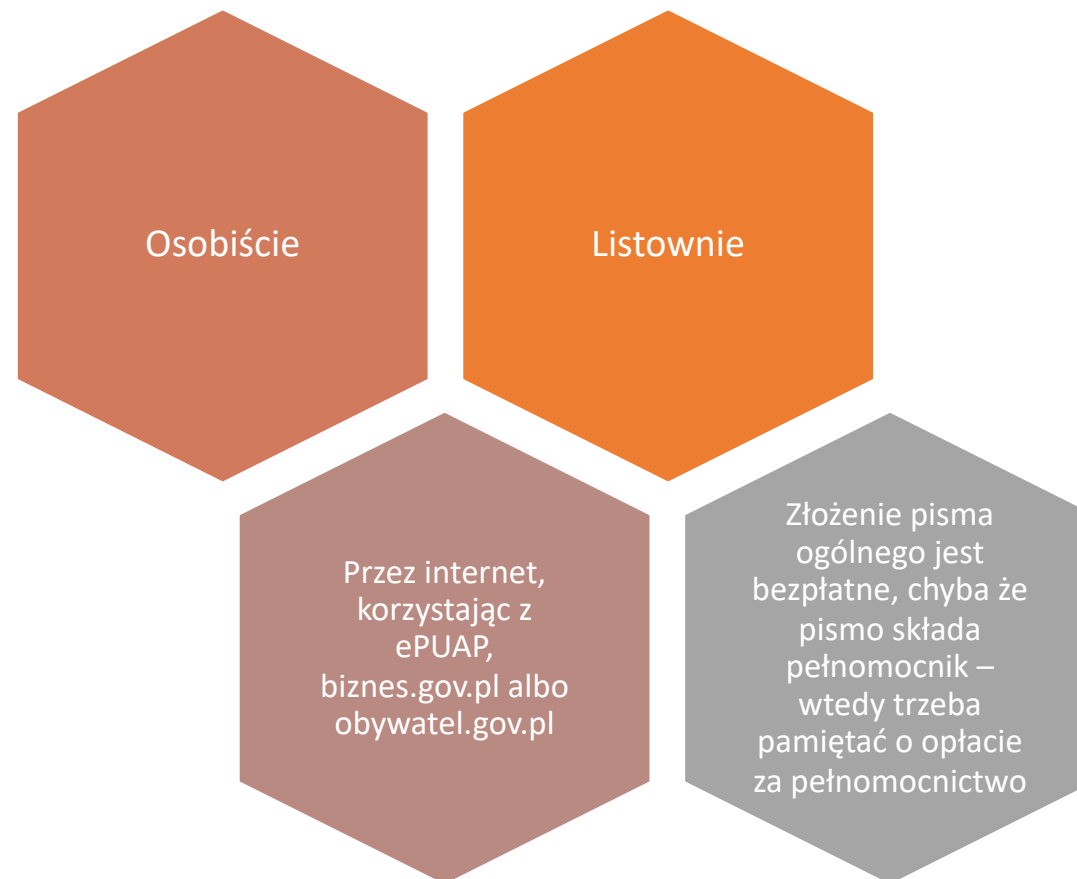 Osobiście
Listownie
Przez internet,
korzystając z
ePUAP,
biznes.gov.pl albo
obywatel.gov.pl
Złożenie pisma
ogólnego jest
bezpłatne, chyba że
pismo składa
pełnomocnik –
wtedy trzeba
pamiętać o opłacie
za pełnomocnictwo